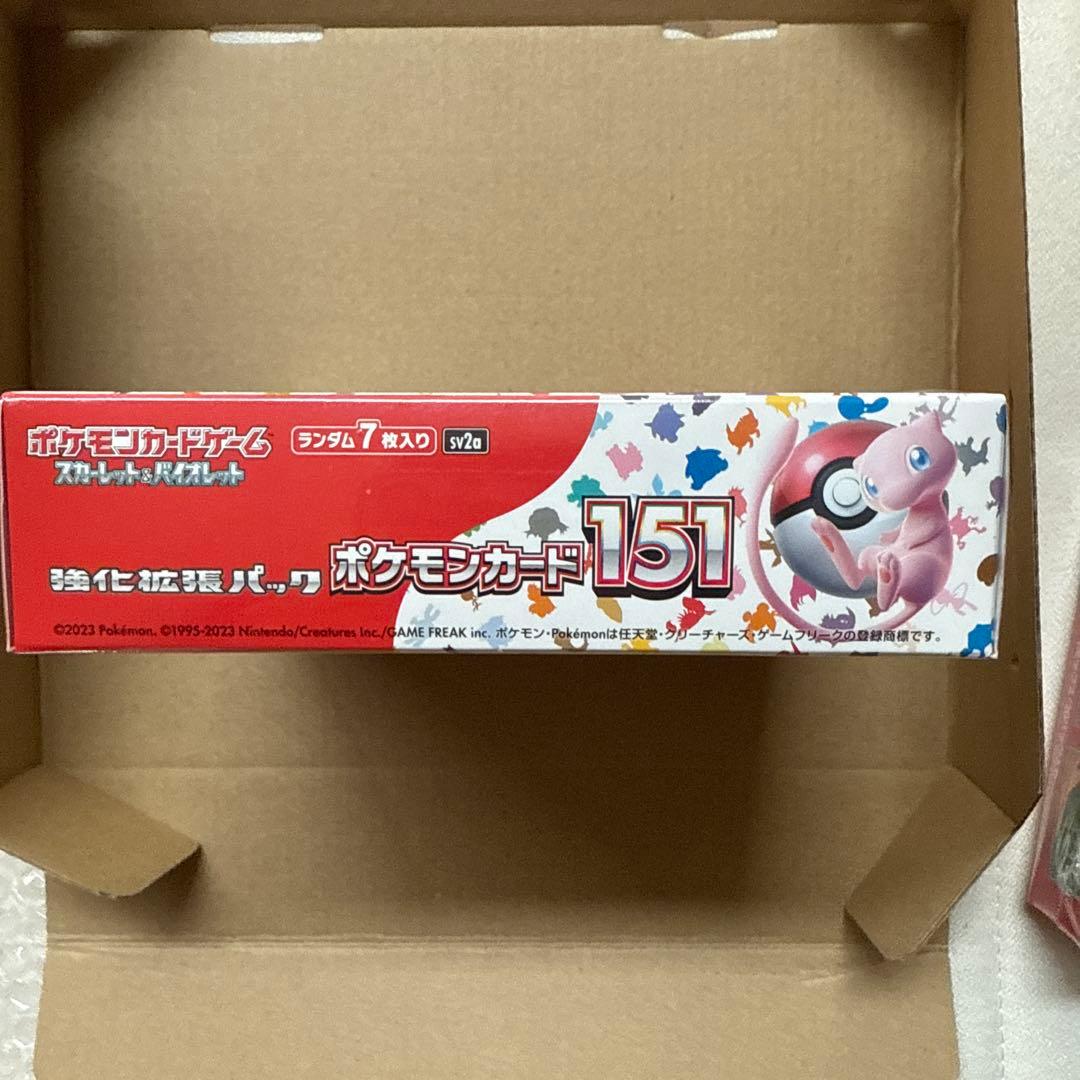 ポケモンカードゲーム
スカーレット&バイオレット
ランダム7枚入り
sv2a
強化拡張パック
ポケモンカード151
©2023 Pokémon. ©1995-2023 Nintendo/Creatures Inc./GAME FREAK inc. ポケモン・Pokémonは任天堂・クリーチャーズ・ゲームフリークの登録商標です。